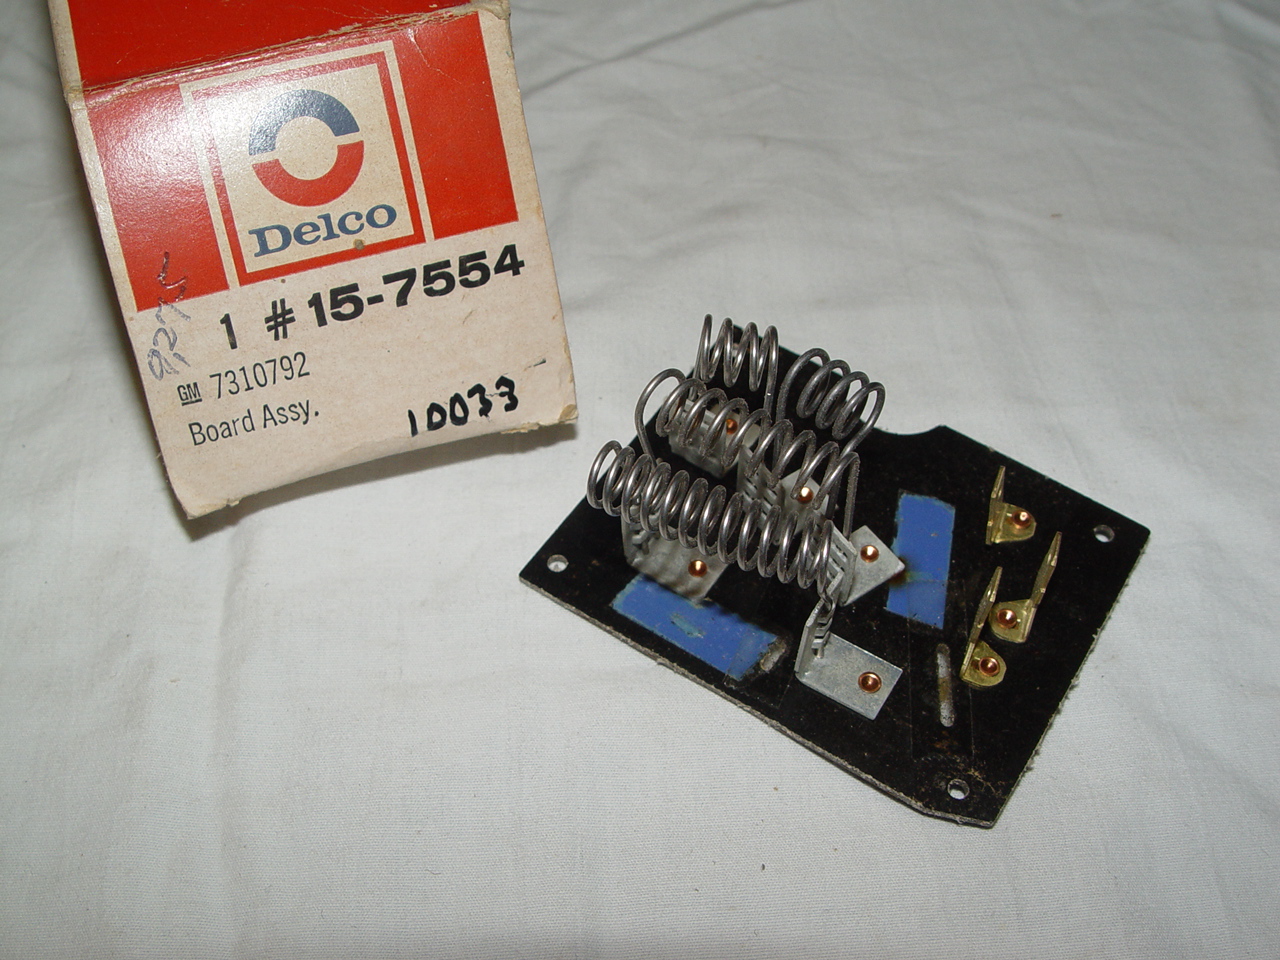 Delco
1 # 15-7554
GM 7310792
Board Assy.
10033